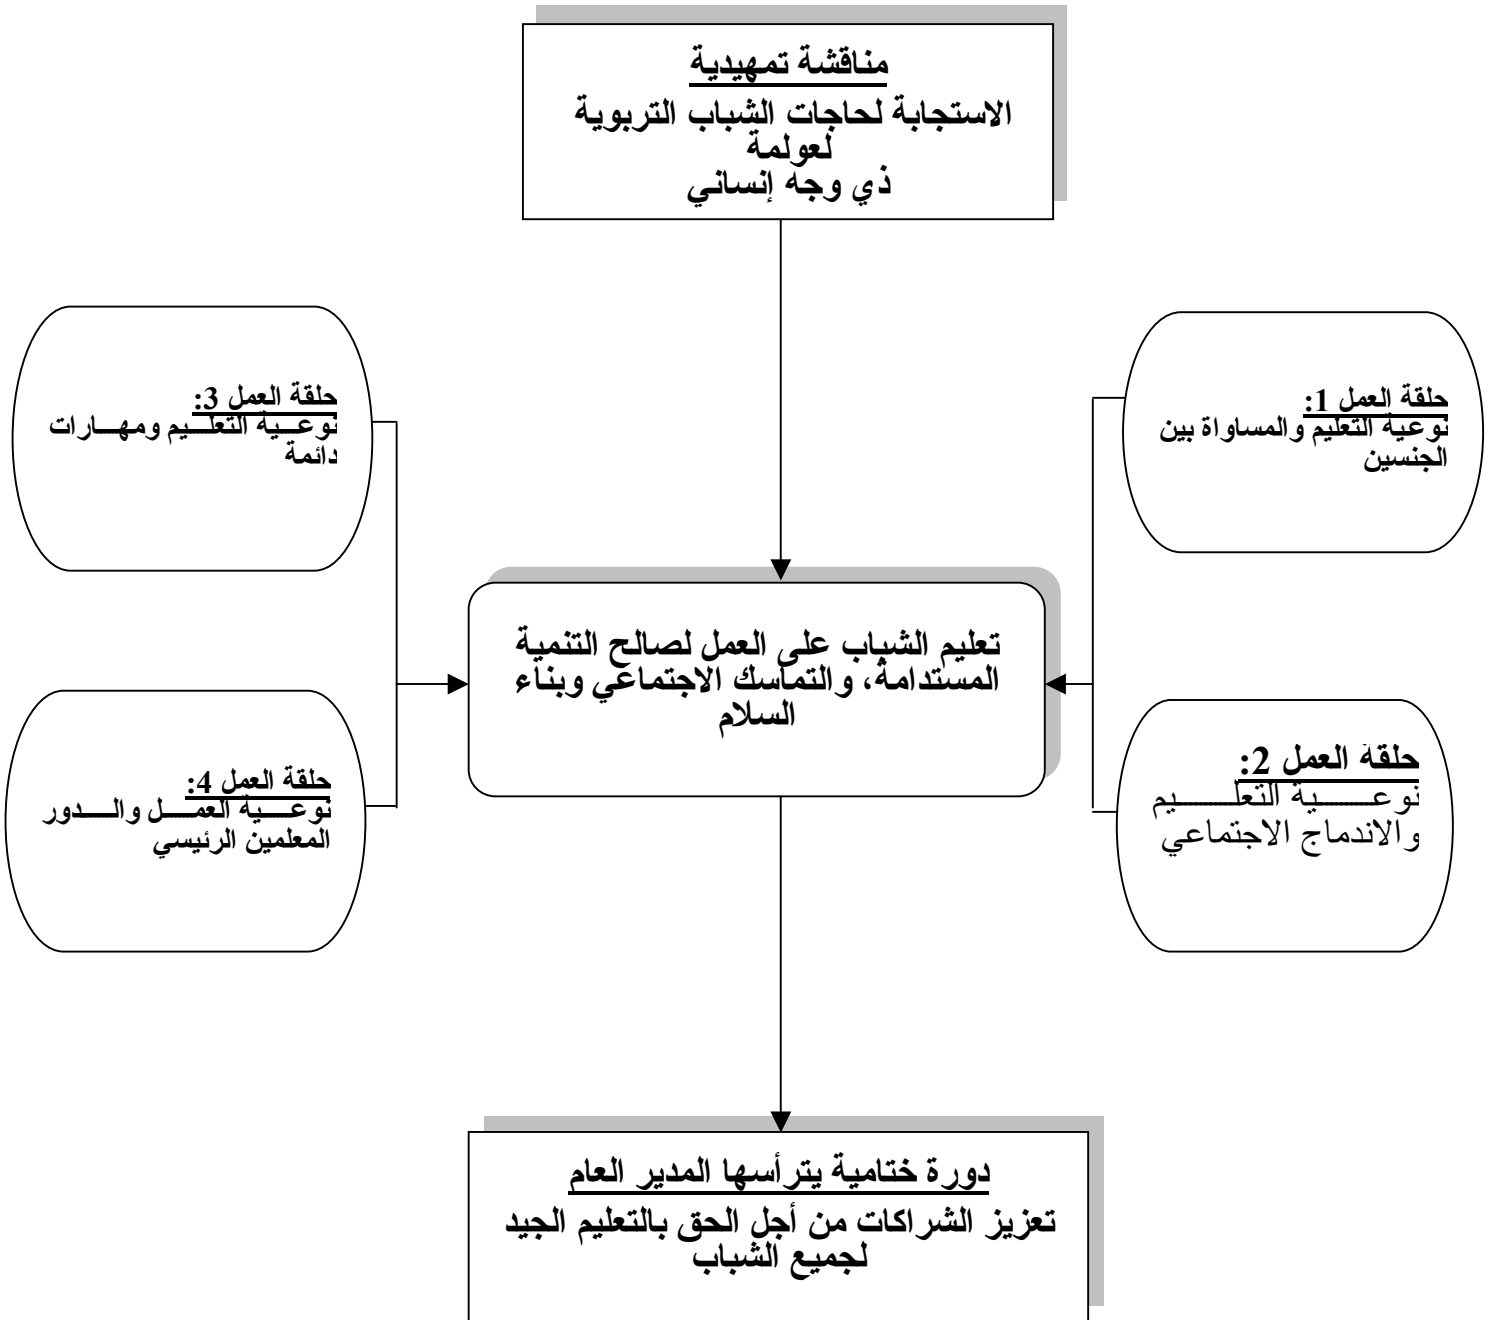 مناقشة تمهيدية
الاستجابة لحاجات الشباب التربوية
لعولمة
ذي وجه إنساني
حلقة العمل 1:
نوعية التعليم والمساواة بين
الجنسين
حلقة العمل 3:
نوعية التعليم ومهارات
دائمة
تعليم الشباب على العمل لصالح التنمية
المستدامة، والتماسك الاجتماعي وبناء
السلام
حلقة العمل 2:
نوعية التعليم
والاندماج الاجتماعي
حلقة العمل 4:
نوعية العمل والدور
المعلمين الرئيسي
دورة ختامية يترأسها المدير العام
تعزيز الشراكات من أجل الحق بالتعليم الجيد
لجميع الشباب